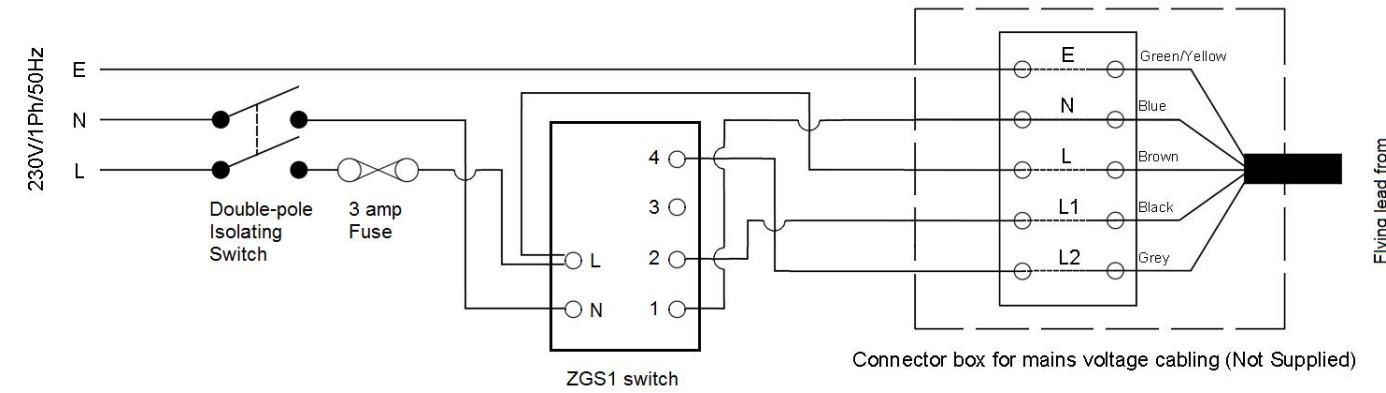 230V/1Ph/50Hz
E
N
L
Double-pole
Isolating
Switch
3 amp
Fuse
L
N
4
3
2
1
ZGS1 switch
E
Green/Yellow
N
Blue
L
Brown
L1
Black
L2
Grey
Connector box for mains voltage cabling (Not Supplied)
Flying lead from